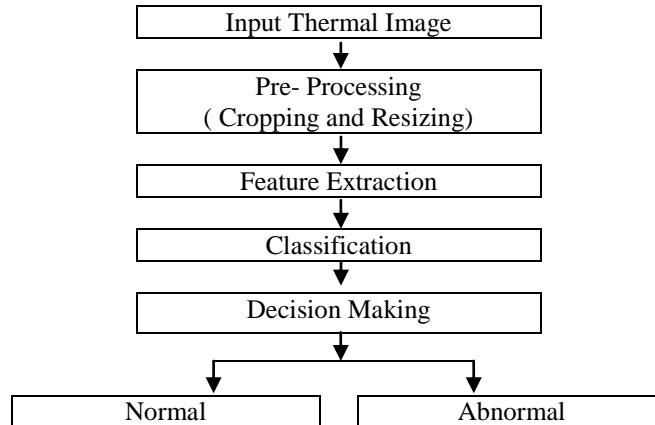 Input Thermal Image
Pre- Processing
( Cropping and Resizing)
Feature Extraction
Classification
Decision Making
Normal
Abnormal